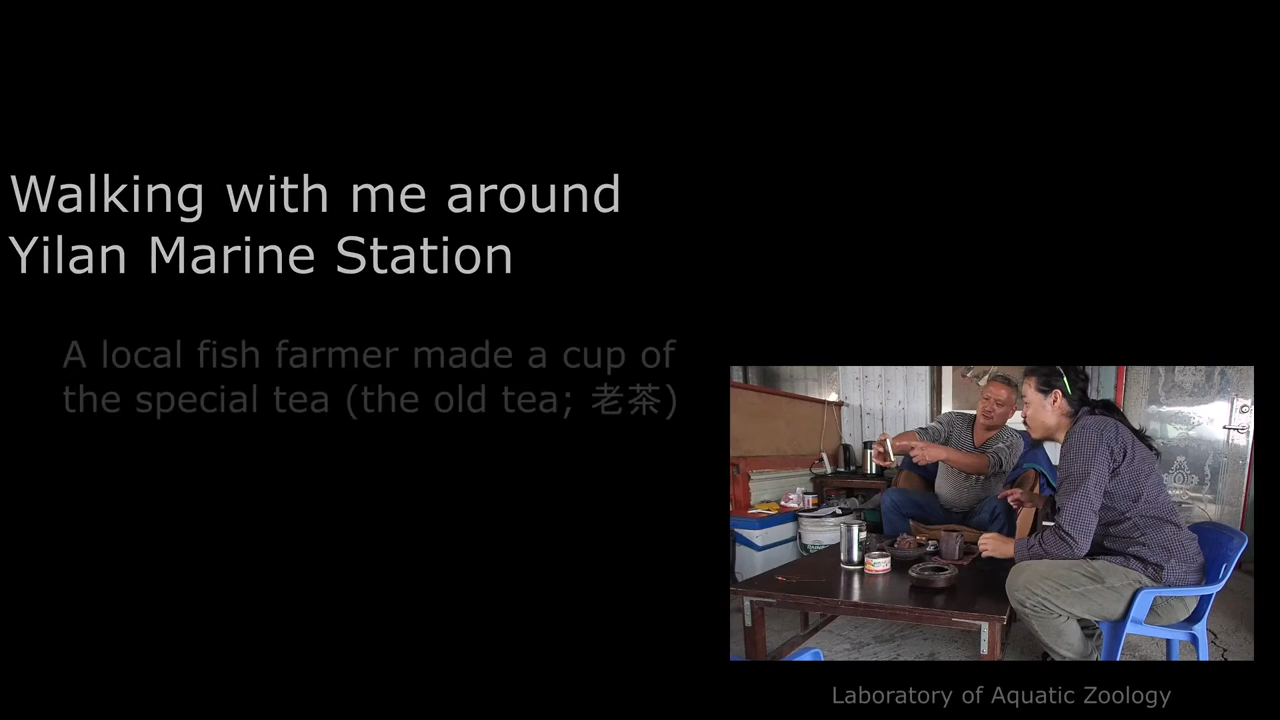 Walking with me around
Yilan Marine Station
A local fish farmer made a cup of
the special tea (the old tea; 老茶)
Laboratory of Aquatic Zoology